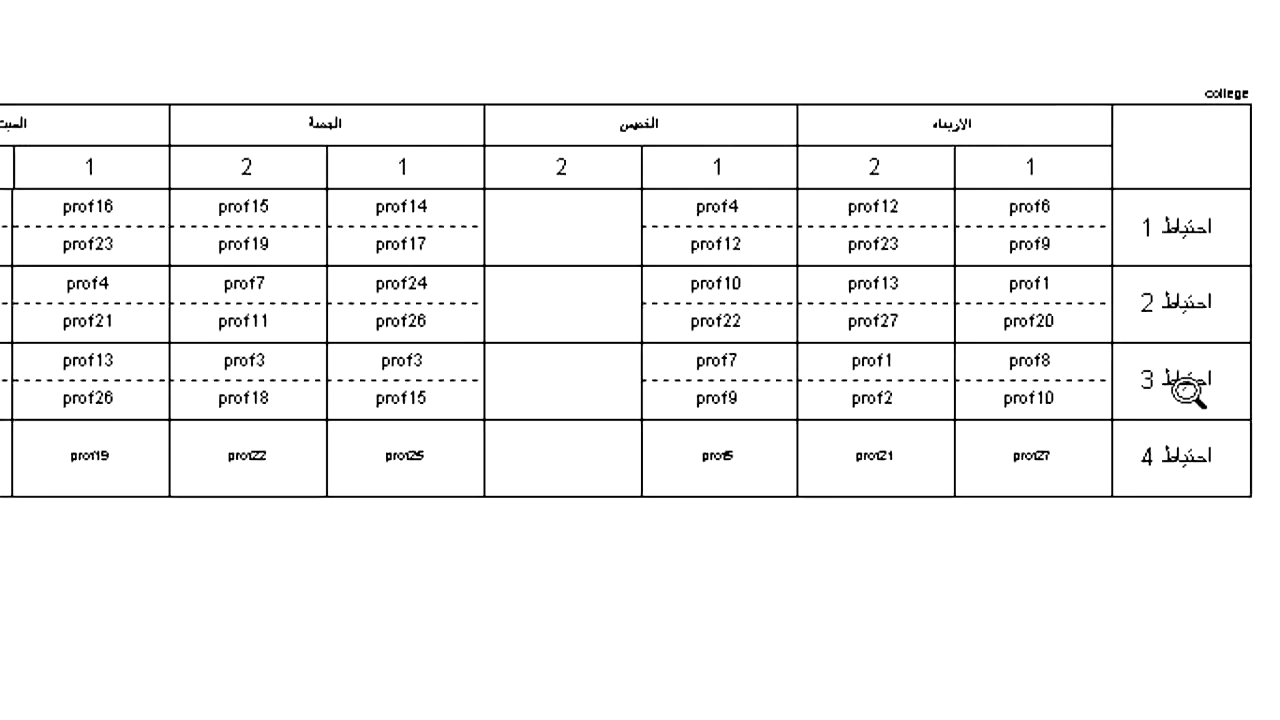 college
الاربعاء الخميس الجمعة السبت
1 2 1 2 1 2 1
احتياط 1 prof6 prof12 prof4 prof14 prof15 prof16
prof9 prof23 prof12 prof17 prof19 prof23
احتياط 2 prof1 prof13 prof10 prof24 prof7 prof4
prof20 prof27 prof22 prof26 prof11 prof21
احتياط 3 prof8 prof1 prof7 prof3 prof3 prof13
prof10 prof2 prof9 prof15 prof18 prof26
احتياط 4 prof27 prof21 prof5 prof25 prof22 prof19